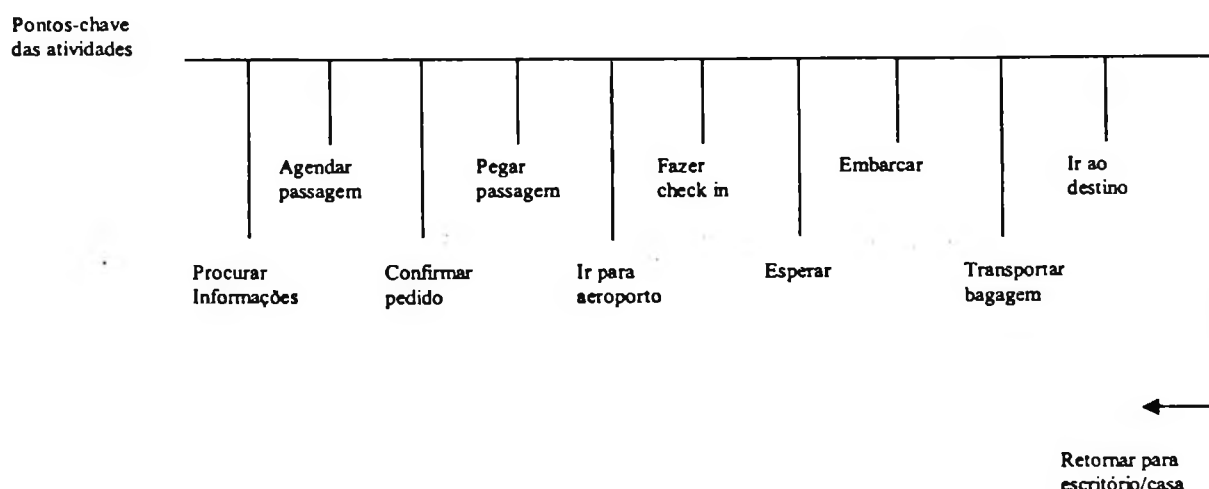 Pontos-chave
das atividades
Agendar
passagem
Pegar
passagem
Fazer
check in
Embarcar
Ir ao
destino
Procurar
Informações
Confirmar
pedido
Ir para
aeroporto
Esperar
Transportar
bagagem
Retornar para
escritório/casa